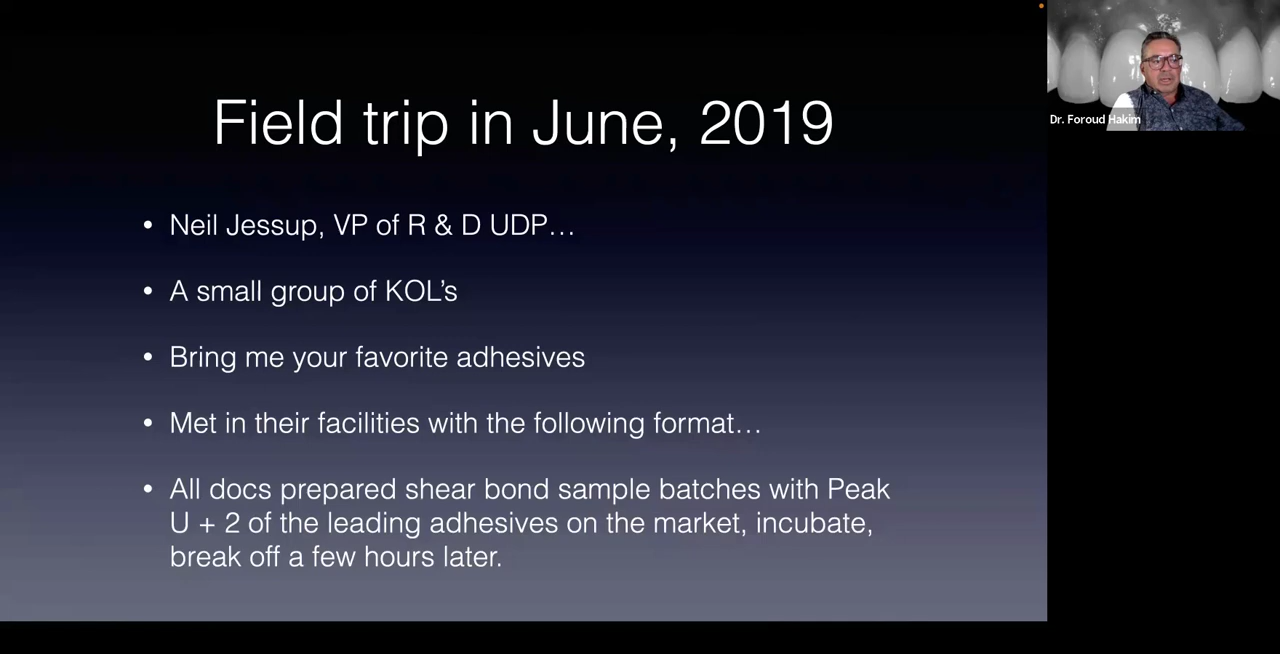 Field trip in June, 2019
• Neil Jessup, VP of R & D UDP…
• A small group of KOL’s
• Bring me your favorite adhesives
• Met in their facilities with the following format…
• All docs prepared shear bond sample batches with Peak
U + 2 of the leading adhesives on the market, incubate,
break off a few hours later.
Dr. Foroud Hakim